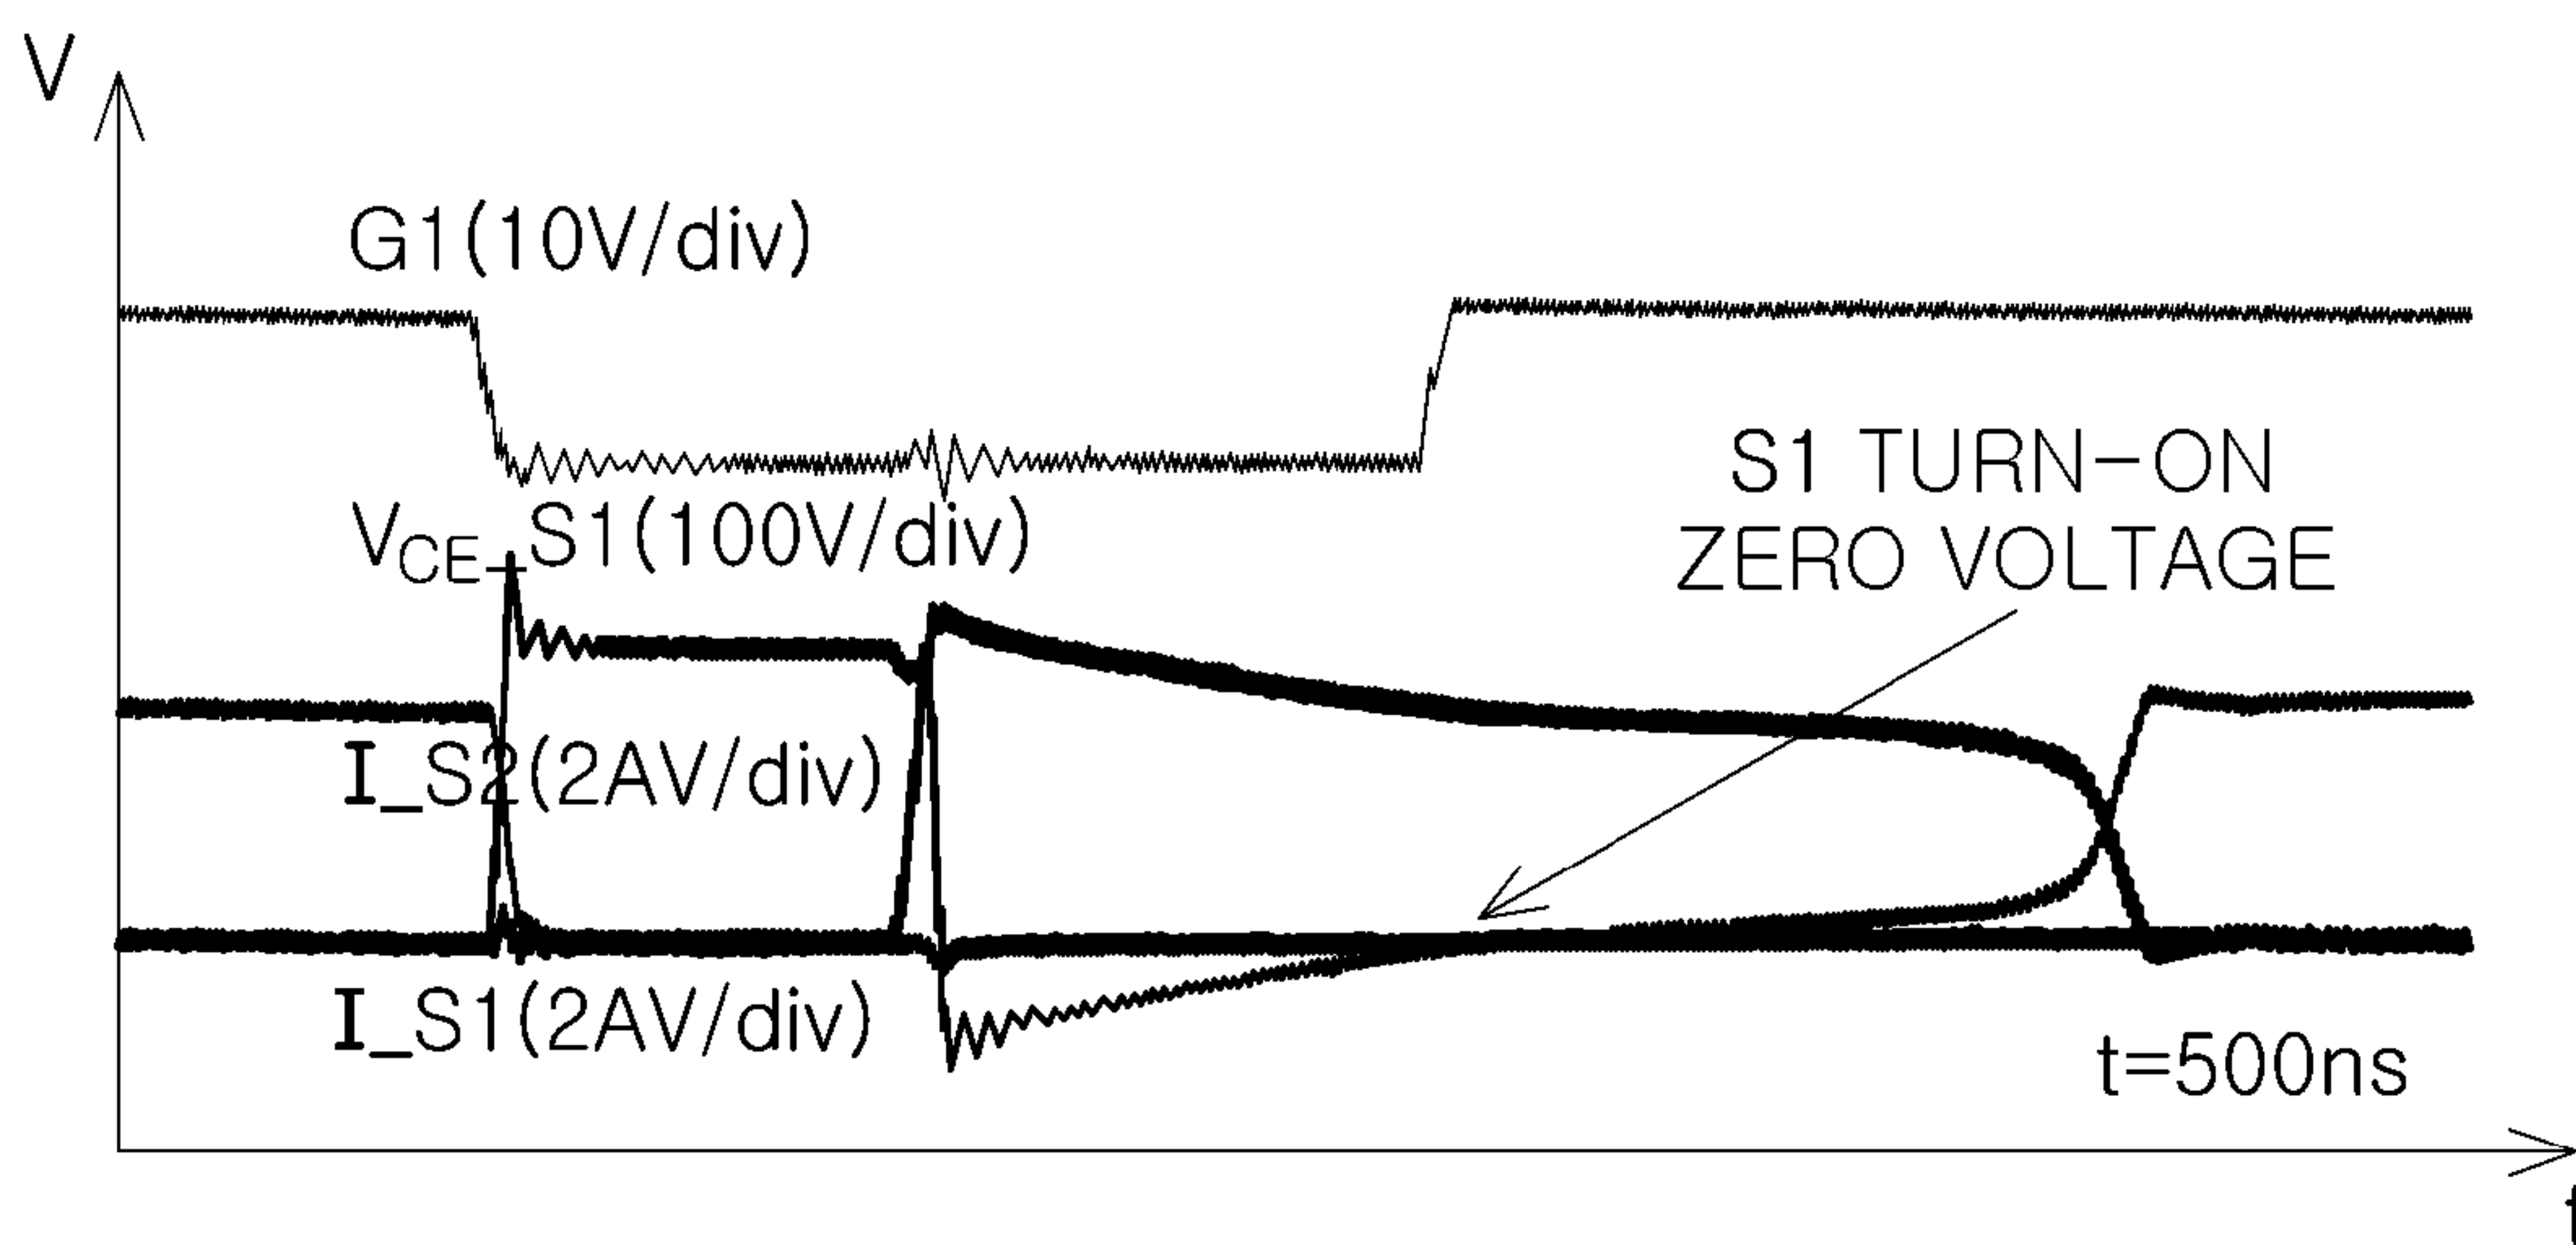 V
G1(10V/div)
S1 TURN-ON
ZERO VOLTAGE
VCE_S1(100V/div)
I_S2(2AV/div)
I_S1(2AV/div)
t=500ns
t